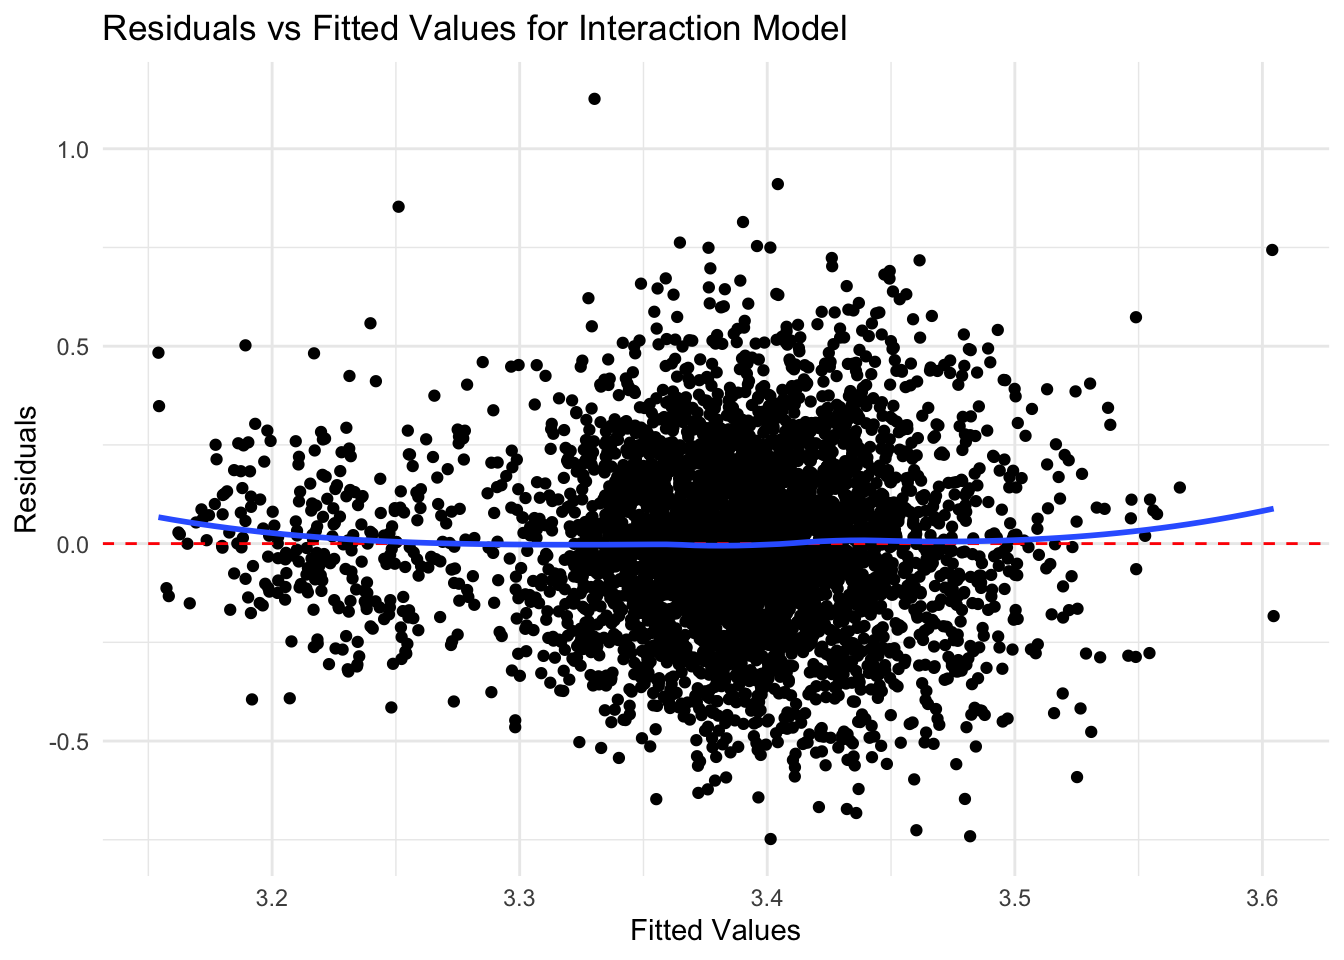 Residuals vs Fitted Values for Interaction Model
1.0
0.5
0.0
-0.5
Residuals
3.2 3.3 3.4 3.5 3.6
Fitted Values